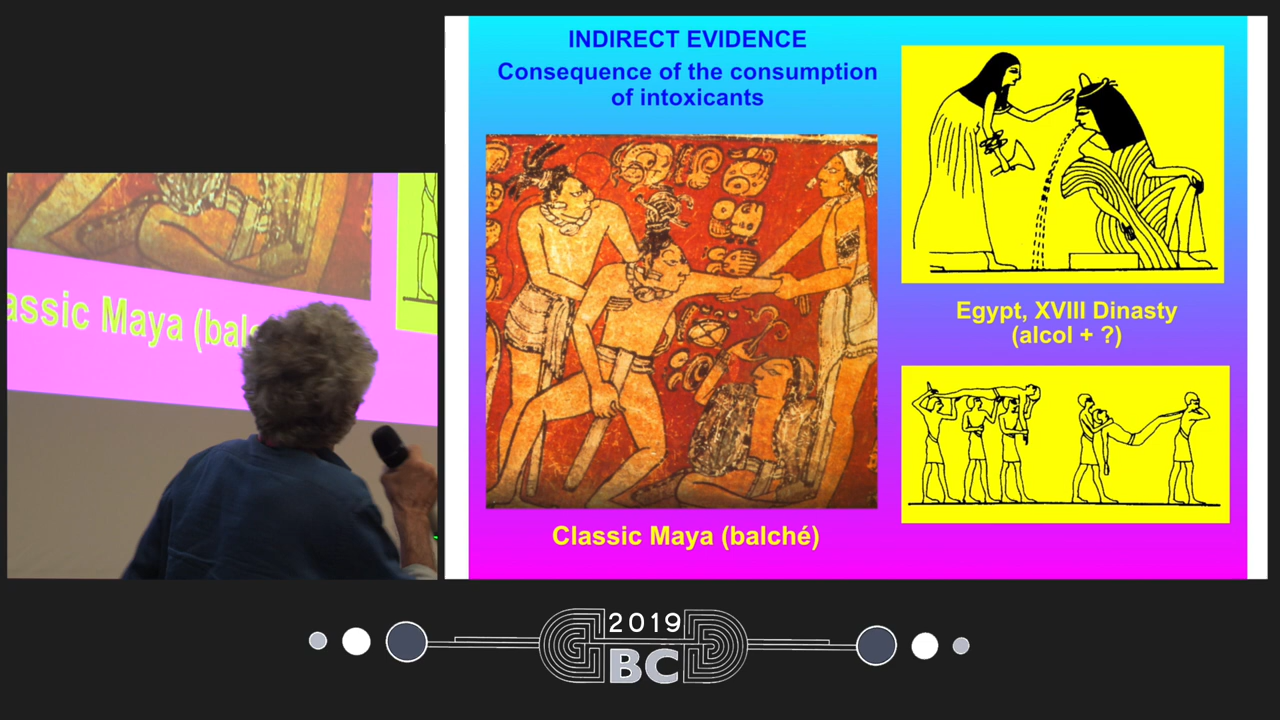 INDIRECT EVIDENCE
Consequence of the consumption
of intoxicants
Egypt, XVIII Dinasty
(alcol + ?)
Classic Maya (balché)
assic Maya (bal
2019
BC